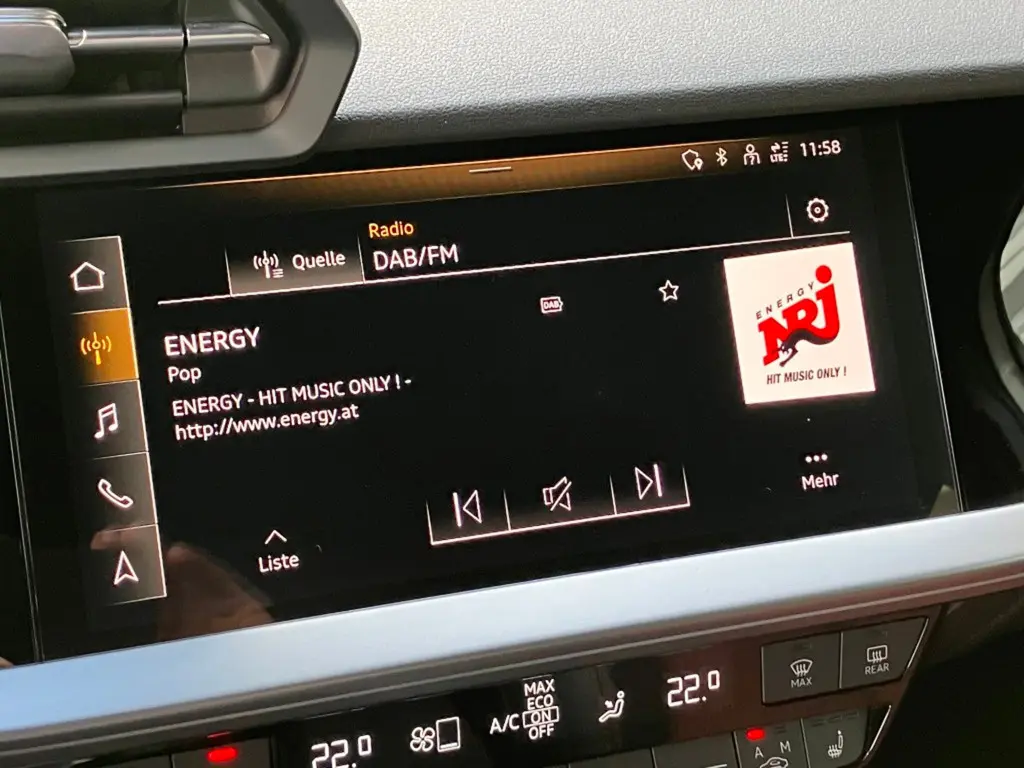 LTE
11:58
Radio
Quelle
DAB/FM
DAB
ENERGY
Pop
ENERGY - HIT MUSIC ONLY ! -
http://www.energy.at
ENERGY
NRJ
HIT MUSIC ONLY !
Mehr
Liste
22.0
A/C
MAX
ECO
ON
OFF
22.0
MAX
REAR
A M